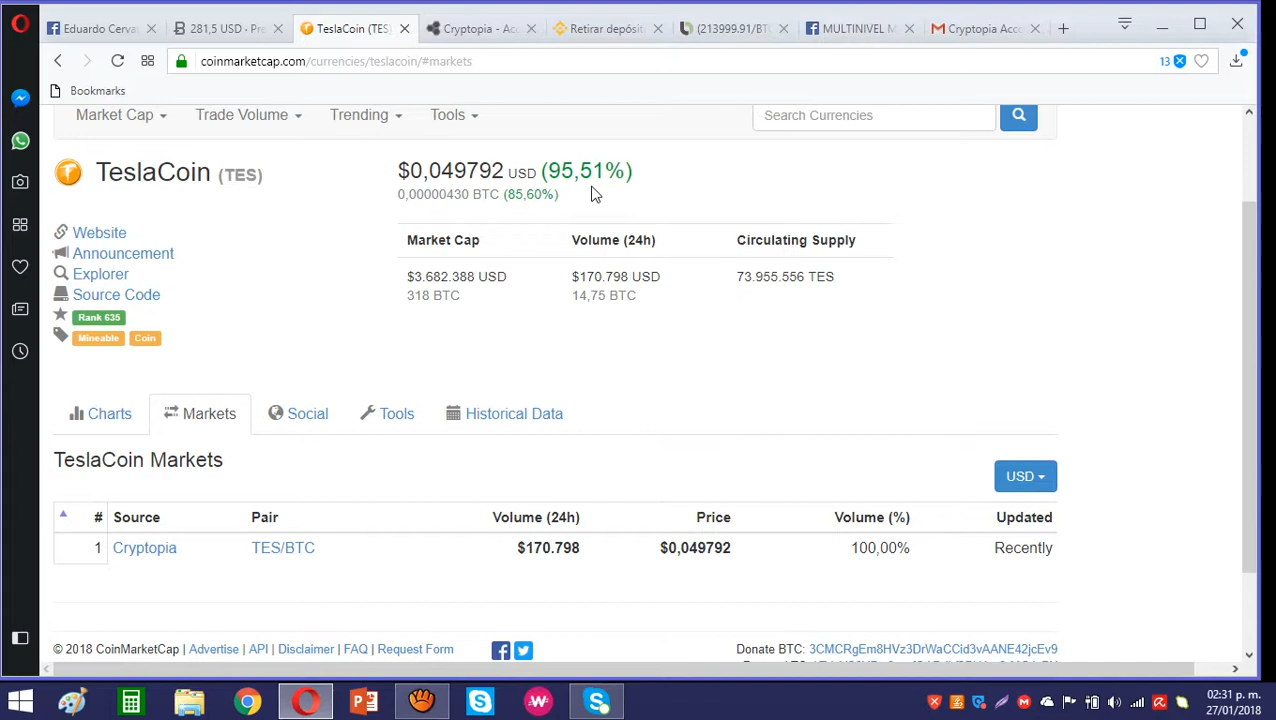 Eduardo Cerva
281,5 USD - Pre
TeslaCoin (TES)
Cryptopia - Acc
Retirar depósit
(213999.91/BT
MULTINIVEL M
Cryptopia Acco
coinmarketcap.com/currencies/teslacoin/#markets
13
Bookmarks
Market Cap
Trade Volume
Trending
Tools
Search Currencies
TeslaCoin (TES)
$0,049792 USD (95,51%)
0,00000430 BTC (85,60%)
Website
Announcement
Explorer
Source Code
Rank 635
Mineable
Coin
Market Cap
Volume (24h)
Circulating Supply
$3.682.388 USD
$170.798 USD
73.955.556 TES
318 BTC
14,75 BTC
Charts
Markets
Social
Tools
Historical Data
TeslaCoin Markets
USD
# Source Pair Volume (24h) Price Volume (%) Updated
1 Cryptopia TES/BTC $170.798 $0,049792 100,00% Recently
© 2018 CoinMarketCap | Advertise | API | Disclaimer | FAQ | Request Form
Donate BTC: 3CMCRgEm8HVz3DrWaCCid3vAANE42jcEv9
02:31 p. m.
27/01/2018